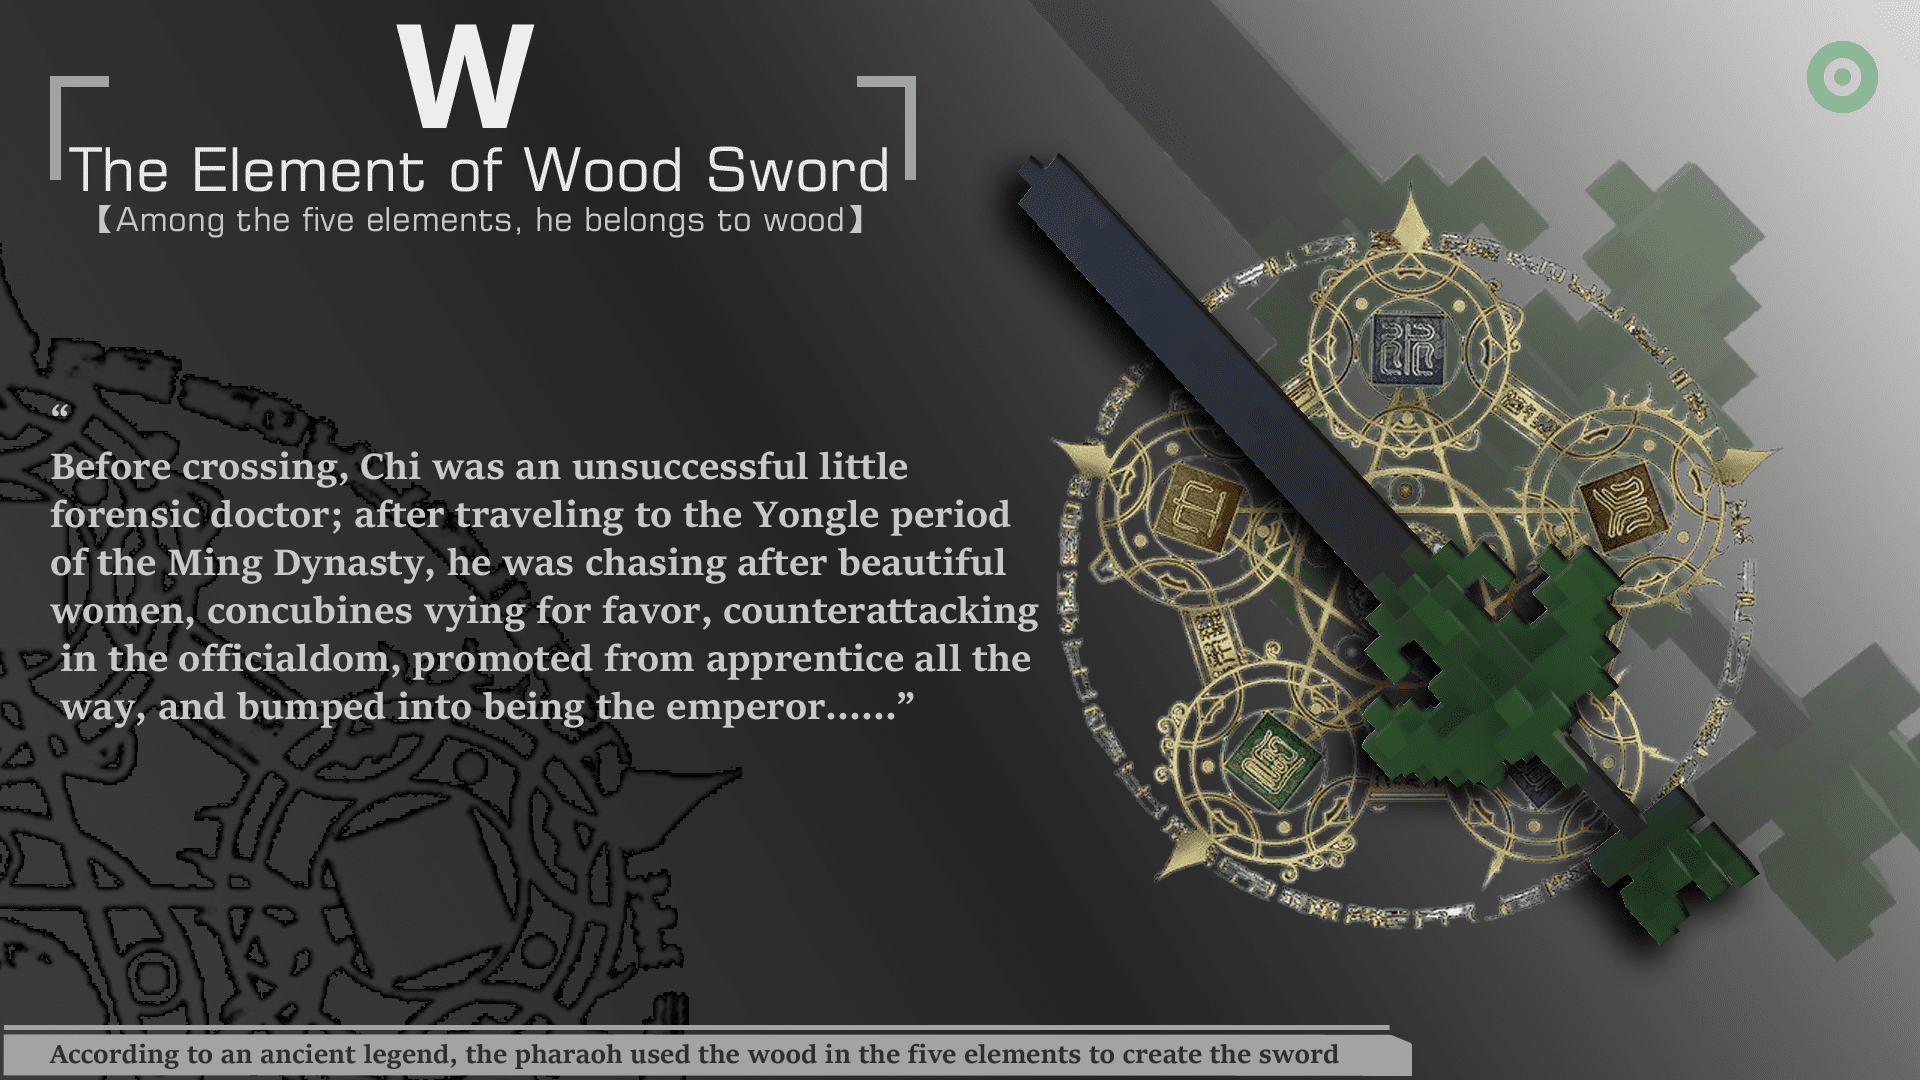 W
The Element of Wood Sword
【Among the five elements, he belongs to wood】
“
Before crossing, Chi was an unsuccessful little
forensic doctor; after traveling to the Yongle period
of the Ming Dynasty, he was chasing after beautiful
women, concubines vying for favor, counterattacking
in the officialdom, promoted from apprentice all the
way, and bumped into being the emperor......”
According to an ancient legend, the pharaoh used the wood in the five elements to create the sword